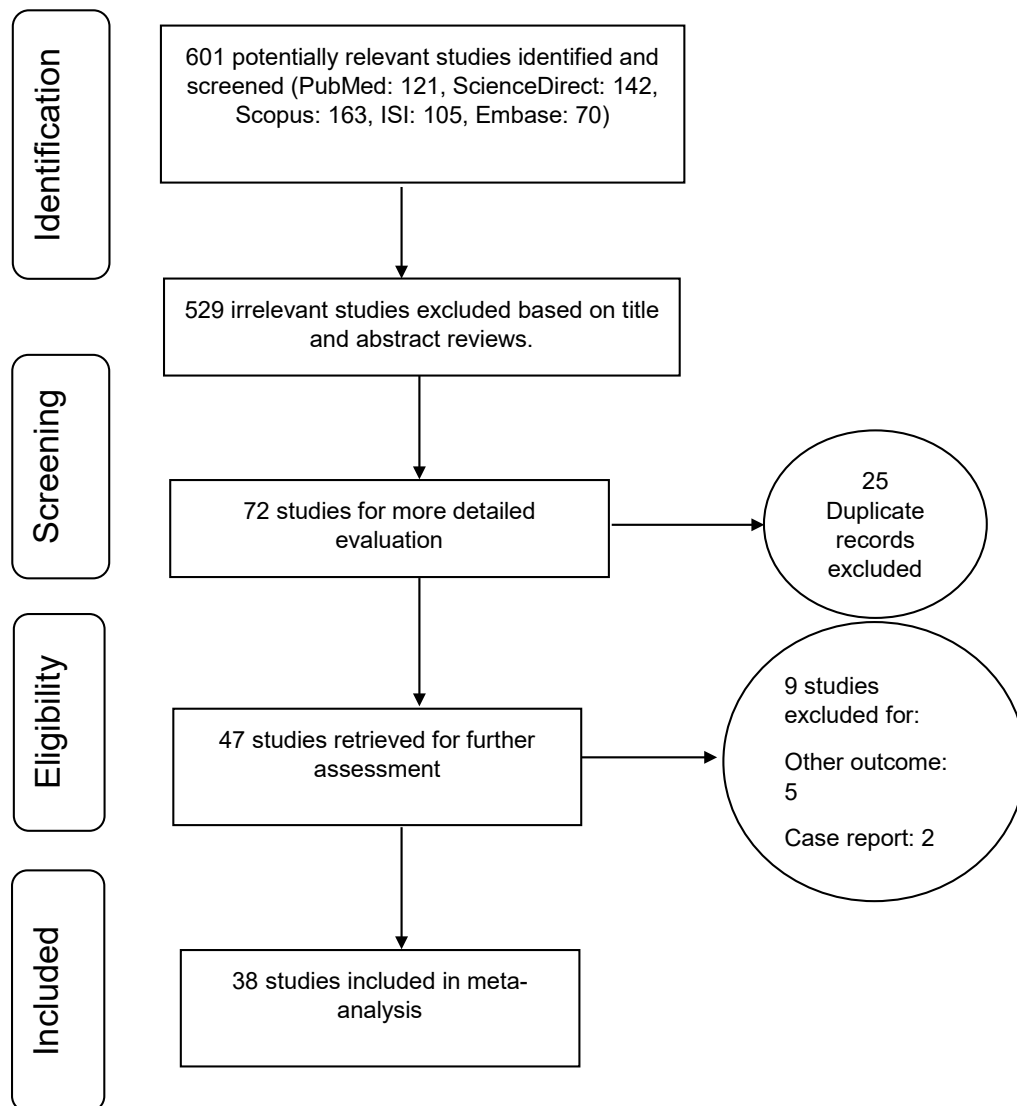 Identification
601 potentially relevant studies identified and
screened (PubMed: 121, ScienceDirect: 142,
Scopus: 163, ISI: 105, Embase: 70)
529 irrelevant studies excluded based on title
and abstract reviews.
Screening
72 studies for more detailed
evaluation
25
Duplicate
records
excluded
Eligibility
47 studies retrieved for further
assessment
9 studies
excluded for:
Other outcome:
5
Case report: 2
Included
38 studies included in meta-
analysis